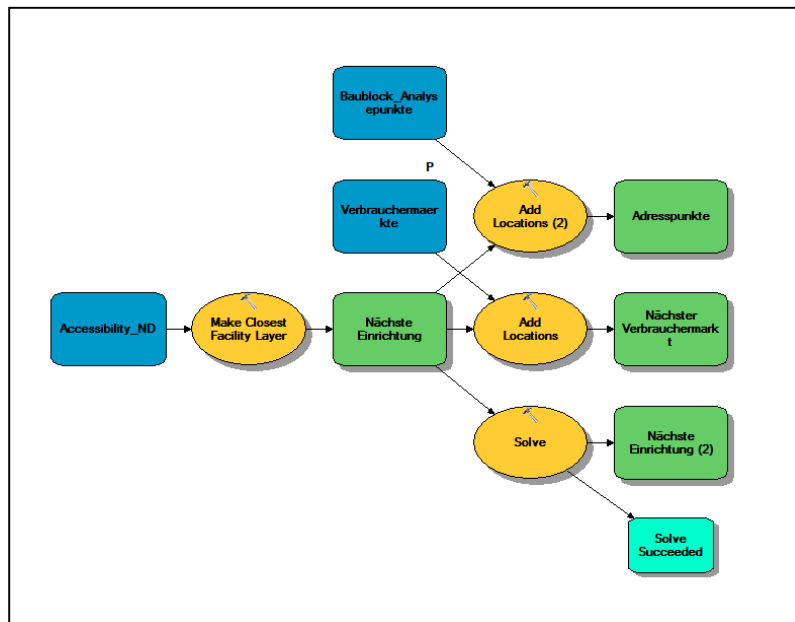 Baublock_Analys
epunkte
P
Verbrauchermaer
kte
Add
Locations (2)
Adresspunkte
Accessibility_ND
Make Closest
Facility Layer
Nächste
Einrichtung
Add
Locations
Nächster
Verbrauchermark
t
Solve
Nächste
Einrichtung (2)
Solve
Succeeded